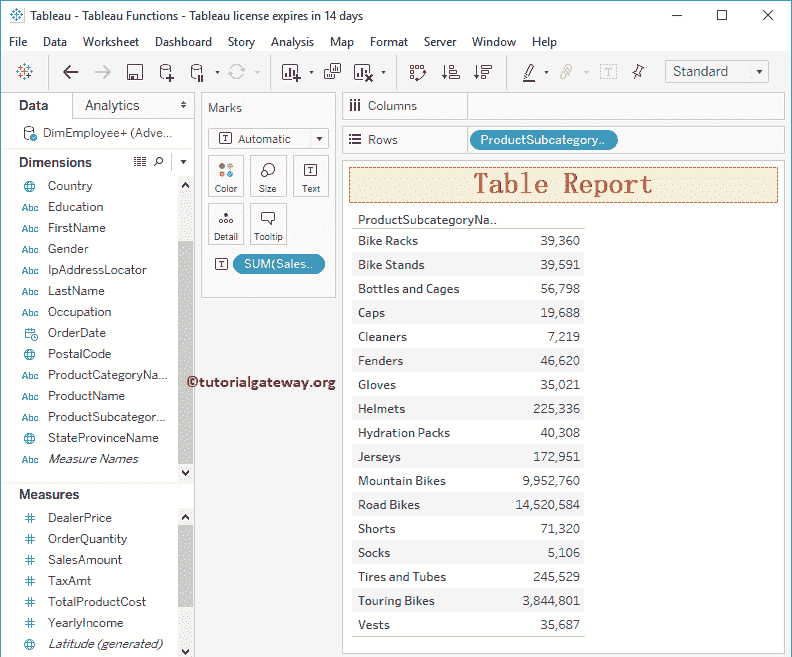 Tableau - Tableau Functions - Tableau license expires in 14 days
File Data Worksheet Dashboard Story Analysis Map Format Server Window Help
Standard
Data Analytics
DimEmployee+ (Adve...
Dimensions
Country
Abc Education
Abc FirstName
Abc Gender
Abc IpAddressLocator
Abc LastName
Abc Occupation
OrderDate
PostalCode
Abc ProductCategoryNa...
Abc ProductName
Abc ProductSubcategor...
StateProvinceName
Abc Measure Names
Measures
# DealerPrice
# OrderQuantity
# SalesAmount
# TaxAmt
# TotalProductCost
# YearlyIncome
Latitude (generated)
Marks
T Automatic
Color Size Text
Detail Tooltip
T SUM(Sales..
©tutorialgateway.org
Columns
Rows ProductSubcategory..
Table Report
ProductSubcategoryNa..
Bike Racks 39,360
Bike Stands 39,591
Bottles and Cages 56,798
Caps 19,688
Cleaners 7,219
Fenders 46,620
Gloves 35,021
Helmets 225,336
Hydration Packs 40,308
Jerseys 172,951
Mountain Bikes 9,952,760
Road Bikes 14,520,584
Shorts 71,320
Socks 5,106
Tires and Tubes 245,529
Touring Bikes 3,844,801
Vests 35,687